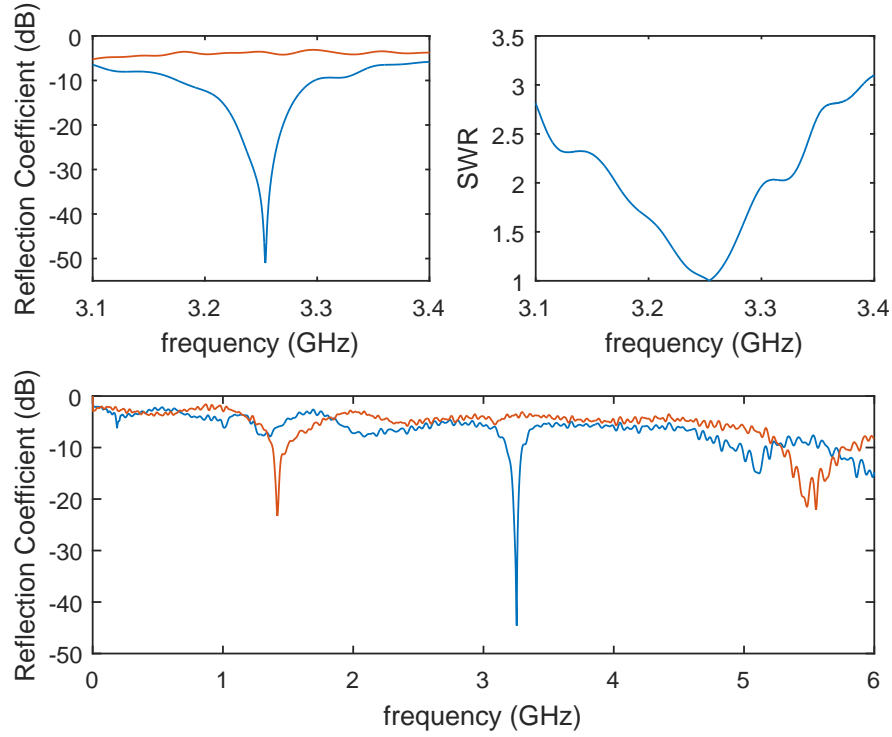 Reflection Coefficient (dB)
0
-10
-20
-30
-40
-50
3.1 3.2 3.3 3.4
frequency (GHz)
SWR
3.5
3
2.5
2
1.5
1
3.1 3.2 3.3 3.4
frequency (GHz)
Reflection Coefficient (dB)
0
-10
-20
-30
-40
-50
0 1 2 3 4 5 6
frequency (GHz)